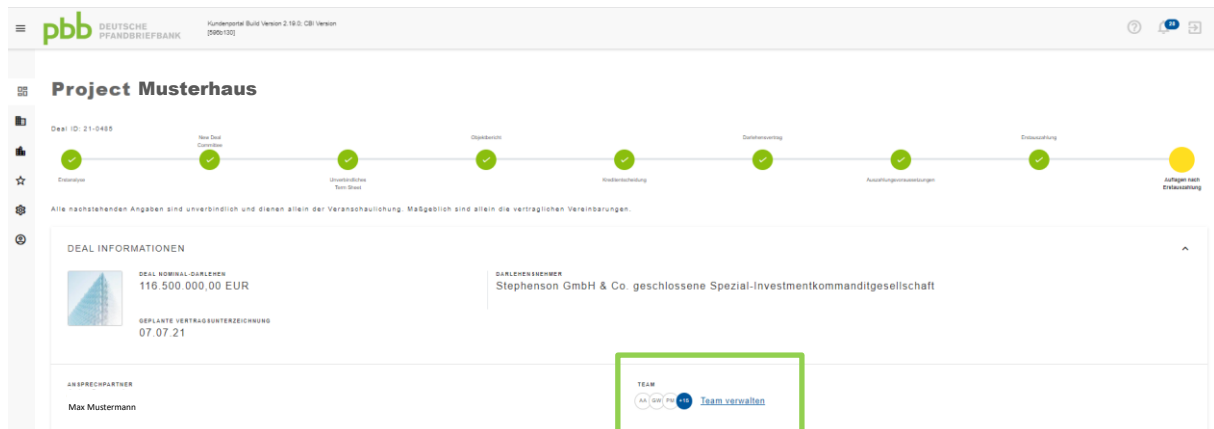 pbb DEUTSCHE
PFANDBRIEFBANK
Kundenportal Build Version 2.19.0; CBI Version
[596b130]
Project Musterhaus
Deal ID: 21-0485
Erstanalyse
New Deal
Committee
Unverbindliches
Term Sheet
Objektbericht
Kreditentscheidung
Darlehensvertrag
Auszahlungsvoraussetzungen
Erstauszahlung
Auflagen nach
Erstauszahlung
Alle nachstehenden Angaben sind unverbindlich und dienen allein der Veranschaulichung. Maßgeblich sind allein die vertraglichen Vereinbarungen.
DEAL INFORMATIONEN
DEAL NOMINAL-DARLEHEN
116.500.000,00 EUR
DARLEHENSNEHMER
Stephenson GmbH & Co. geschlossene Spezial-Investmentkommanditgesellschaft
GEPLANTE VERTRAGSUNTERZEICHNUNG
07.07.21
ANSPRECHPARTNER
Max Mustermann
TEAM
AA GW PM Team verwalten